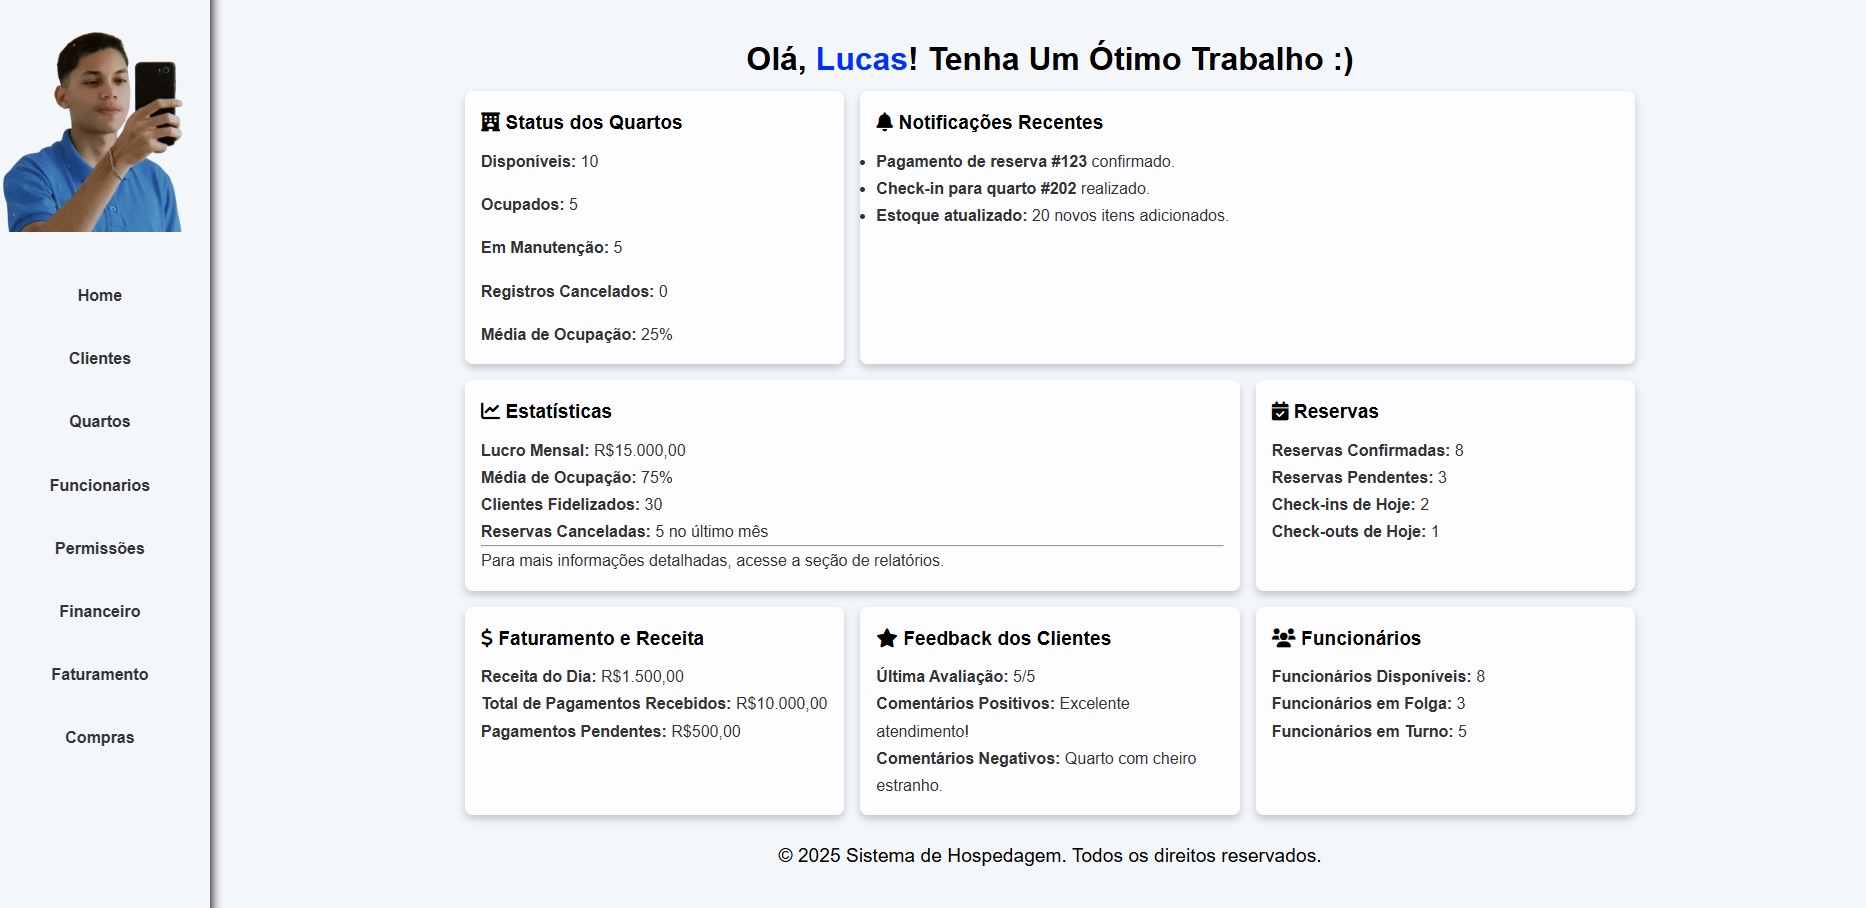 Olá, Lucas! Tenha Um Ótimo Trabalho :)
Home
Clientes
Quartos
Funcionarios
Permissões
Financeiro
Faturamento
Compras
Status dos Quartos
Disponíveis: 10
Ocupados: 5
Em Manutenção: 5
Registros Cancelados: 0
Média de Ocupação: 25%
Notificações Recentes
Pagamento de reserva #123 confirmado.
Check-in para quarto #202 realizado.
Estoque atualizado: 20 novos itens adicionados.
Estatísticas
Lucro Mensal: R$15.000,00
Média de Ocupação: 75%
Clientes Fidelizados: 30
Reservas Canceladas: 5 no último mês
Para mais informações detalhadas, acesse a seção de relatórios.
Reservas
Reservas Confirmadas: 8
Reservas Pendentes: 3
Check-ins de Hoje: 2
Check-outs de Hoje: 1
Faturamento e Receita
Receita do Dia: R$1.500,00
Total de Pagamentos Recebidos: R$10.000,00
Pagamentos Pendentes: R$500,00
Feedback dos Clientes
Última Avaliação: 5/5
Comentários Positivos: Excelente
atendimento!
Comentários Negativos: Quarto com cheiro
estranho.
Funcionários
Funcionários Disponíveis: 8
Funcionários em Folga: 3
Funcionários em Turno: 5
© 2025 Sistema de Hospedagem. Todos os direitos reservados.